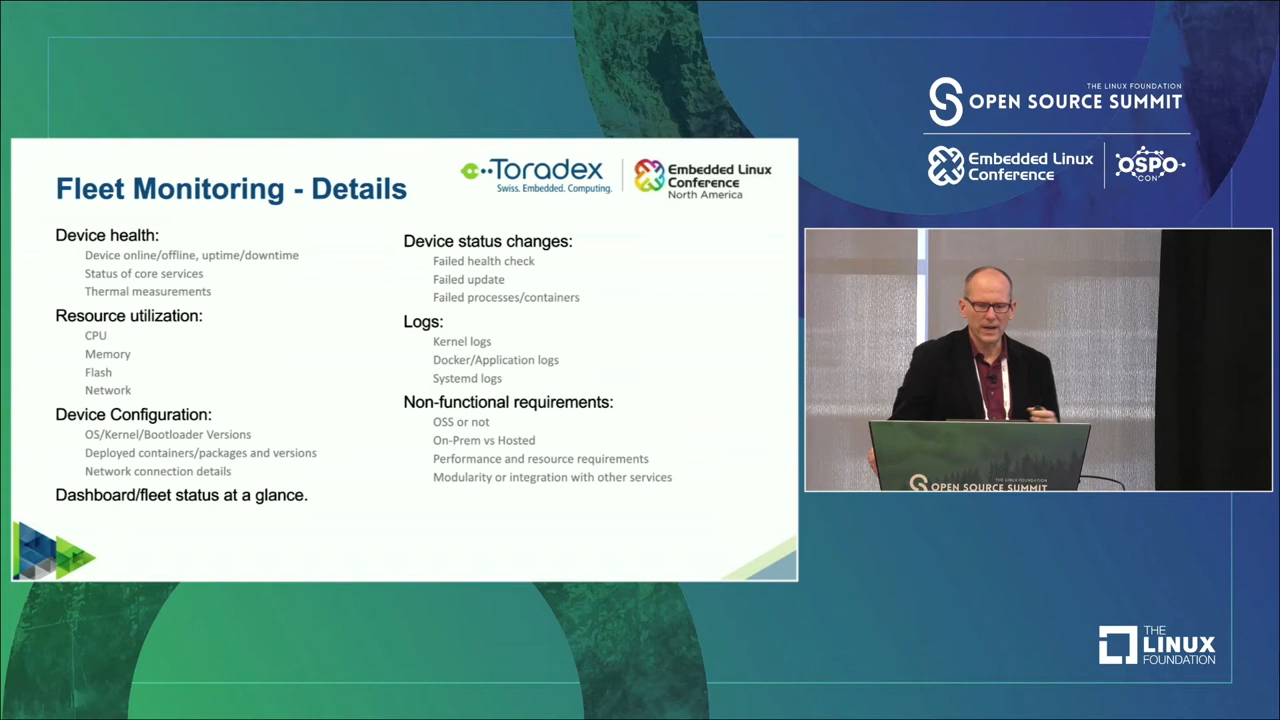 Fleet Monitoring - Details
Toradex
Swiss. Embedded. Computing.
Embedded Linux
Conference
North America
Device health:
Device online/offline, uptime/downtime
Status of core services
Thermal measurements
Resource utilization:
CPU
Memory
Flash
Network
Device Configuration:
OS/Kernel/Bootloader Versions
Deployed containers/packages and versions
Network connection details
Dashboard/fleet status at a glance.
Device status changes:
Failed health check
Failed update
Failed processes/containers
Logs:
Kernel logs
Docker/Application logs
Systemd logs
Non-functional requirements:
OSS or not
On-Prem vs Hosted
Performance and resource requirements
Modularity or integration with other services
THE LINUX FOUNDATION
OPEN SOURCE SUMMIT
Embedded Linux
Conference
OSPO
CON
THE LINUX FOUNDATION
OPEN SOURCE SUMMIT
THE
LINUX
FOUNDATION